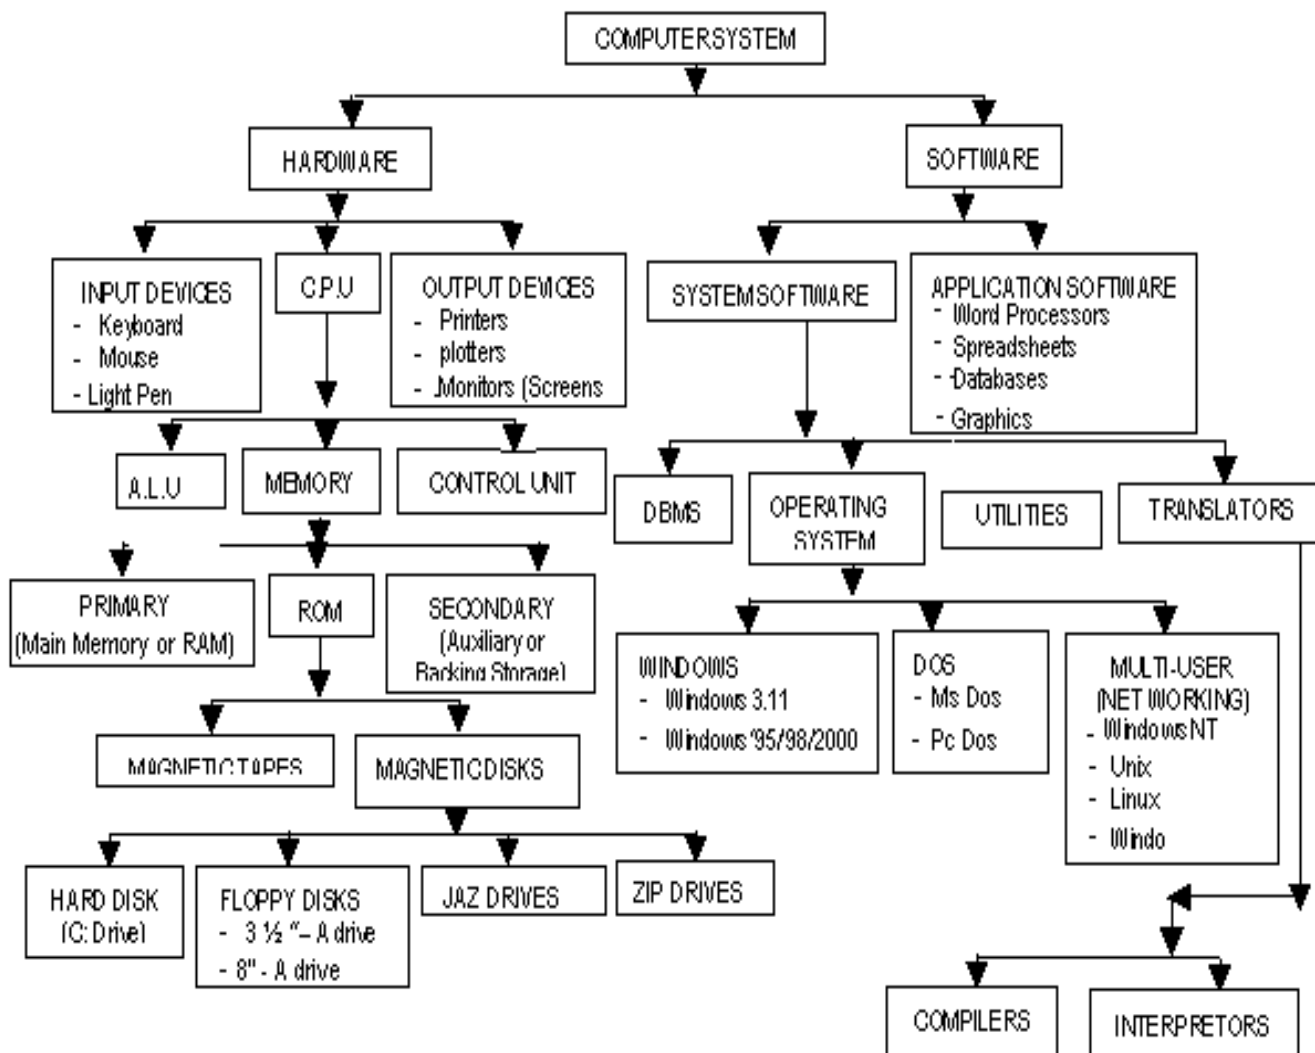 COMPUTERSYSTEM
HARDWARE
SOFTWARE
INPUT DEVICES
- Keyboard
- Mouse
- Light Pen
C.P.U
OUTPUT DEVICES
- Printers
- plotters
- .Monitors (Screens
SYSTEMSOFTWARE
APPLICATION SOFTWARE
- Word Processors
- Spreadsheets
- Databases
- Graphics
A.L.U
MEMORY
CONTROL UNIT
DBMS
OPERATING
SYSTEM
UTILITIES
TRANSLATORS
PRIMARY
(Main Memory or RAM)
ROM
SECONDARY
(Auxiliary or
Backing Storage)
WINDOWS
- Windows 3.11
- Windows '95/98/2000
DOS
- Ms Dos
- Pc Dos
MULTI-USER
(NET WORKING)
- Windows NT
- Unix
- Linux
- Windo
MAGNETIC TAPES
MAGNETIC DISKS
HARD DISK
(C: Drive)
FLOPPY DISKS
- 3 ½ "– A drive
- 8" - A drive
JAZ DRIVES
ZIP DRIVES
COMPILERS
INTERPRETORS